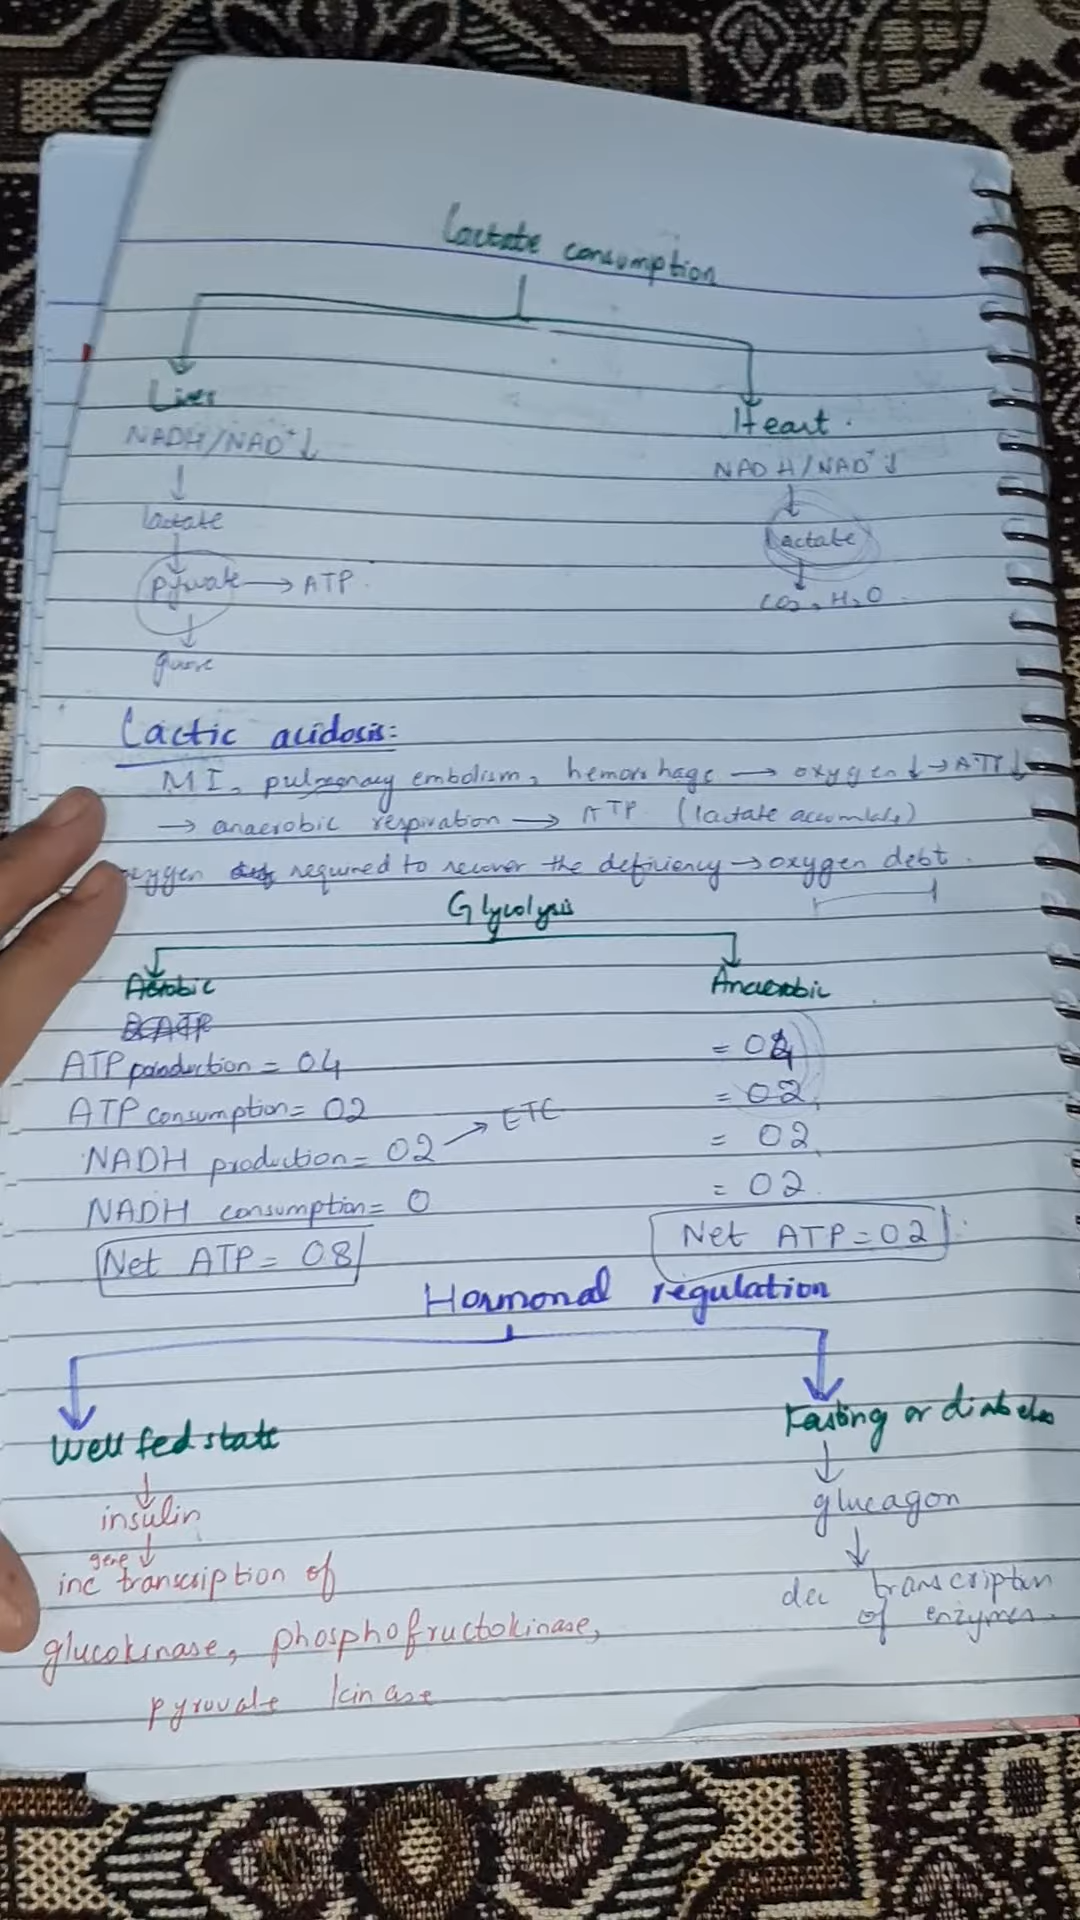 Lactate consumption
Liver
Heart.
NADH/NAD⁺↓
NADH/NAD⁺↓
↓
↓
lactate
Lactate
↓
↓
pyruvate → ATP.
CO₂, H₂O
↓
Lactic acidosis:
MI, pulmonary embolism, hemorrhage → oxygen↓ → ATP↓
→ anaerobic respiration → ATP (lactate
required to recover the deficiency → oxygen debt.
Glycolysis
Aerobic
Anaerobic
ATP production = 04
= 04
ATP consumption = 02
= 02
NADH production = 02 → ETC
= 02
NADH consumption = 0
= 02
Net ATP = 08
Net ATP = 02
Hormonal regulation
Well fed state
Fasting or diabetes
↓
↓
insulin
glucagon
↓
↓
inc gene transcription of
dec transcription
of enzymes.
glucokinase, phosphofructokinase,
pyruvate kinase